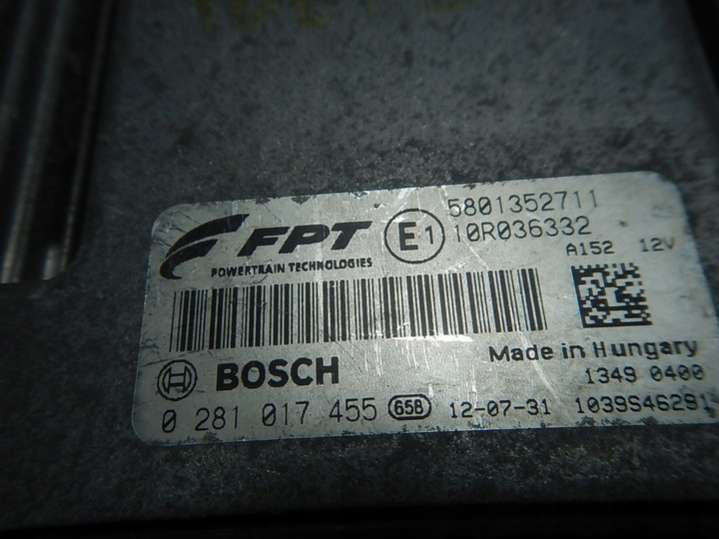 FPT
POWERTRAIN TECHNOLOGIES
E1
5801352711
10R036332
A152 12V
BOSCH
Made in Hungary
1349 0400
0 281 017 455 658 12-07-31 1039S46291